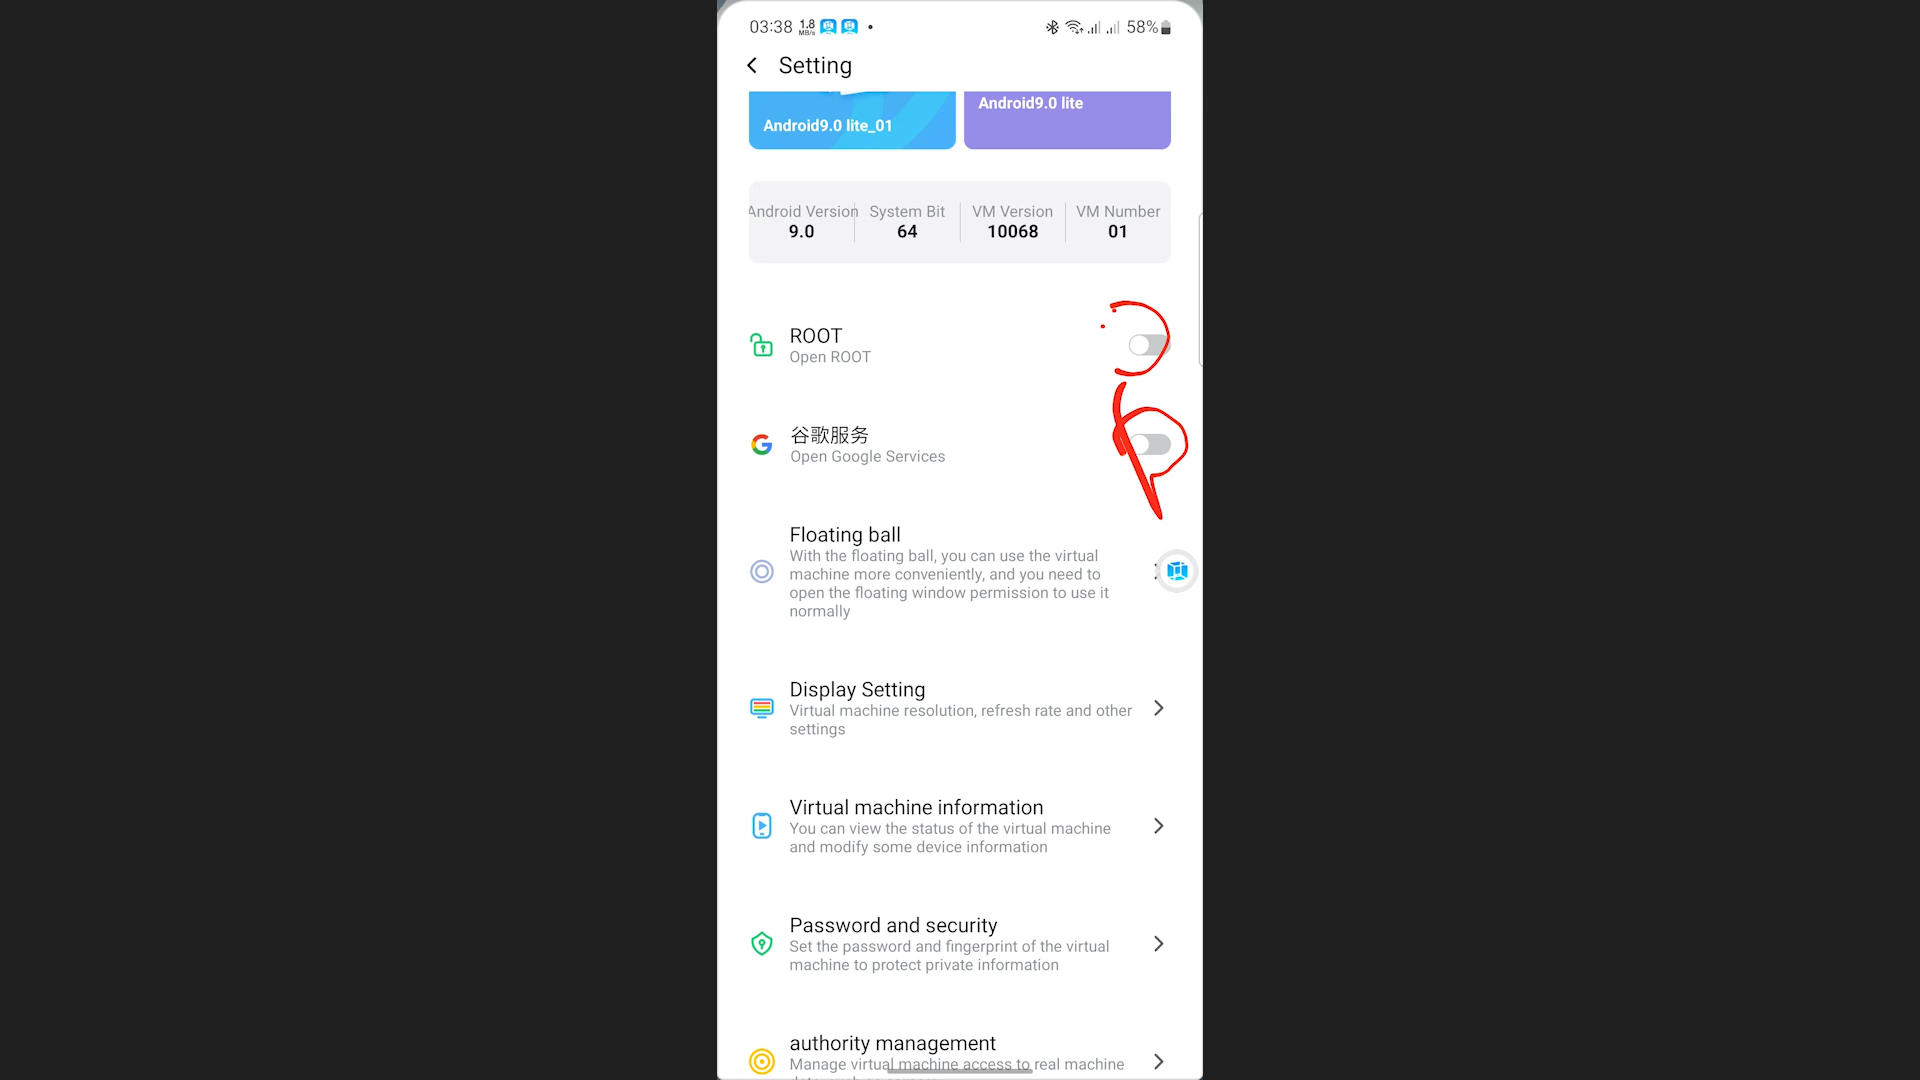 03:38 1.8 MB/s 58%
Setting
Android9.0 lite_01
Android9.0 lite
Android Version System Bit VM Version VM Number
9.0 64 10068 01
ROOT
Open ROOT
谷歌服务
Open Google Services
Floating ball
With the floating ball, you can use the virtual
machine more conveniently, and you need to
open the floating window permission to use it
normally
Display Setting
Virtual machine resolution, refresh rate and other
settings
Virtual machine information
You can view the status of the virtual machine
and modify some device information
Password and security
Set the password and fingerprint of the virtual
machine to protect private information
authority management
Manage virtual machine access to real machine